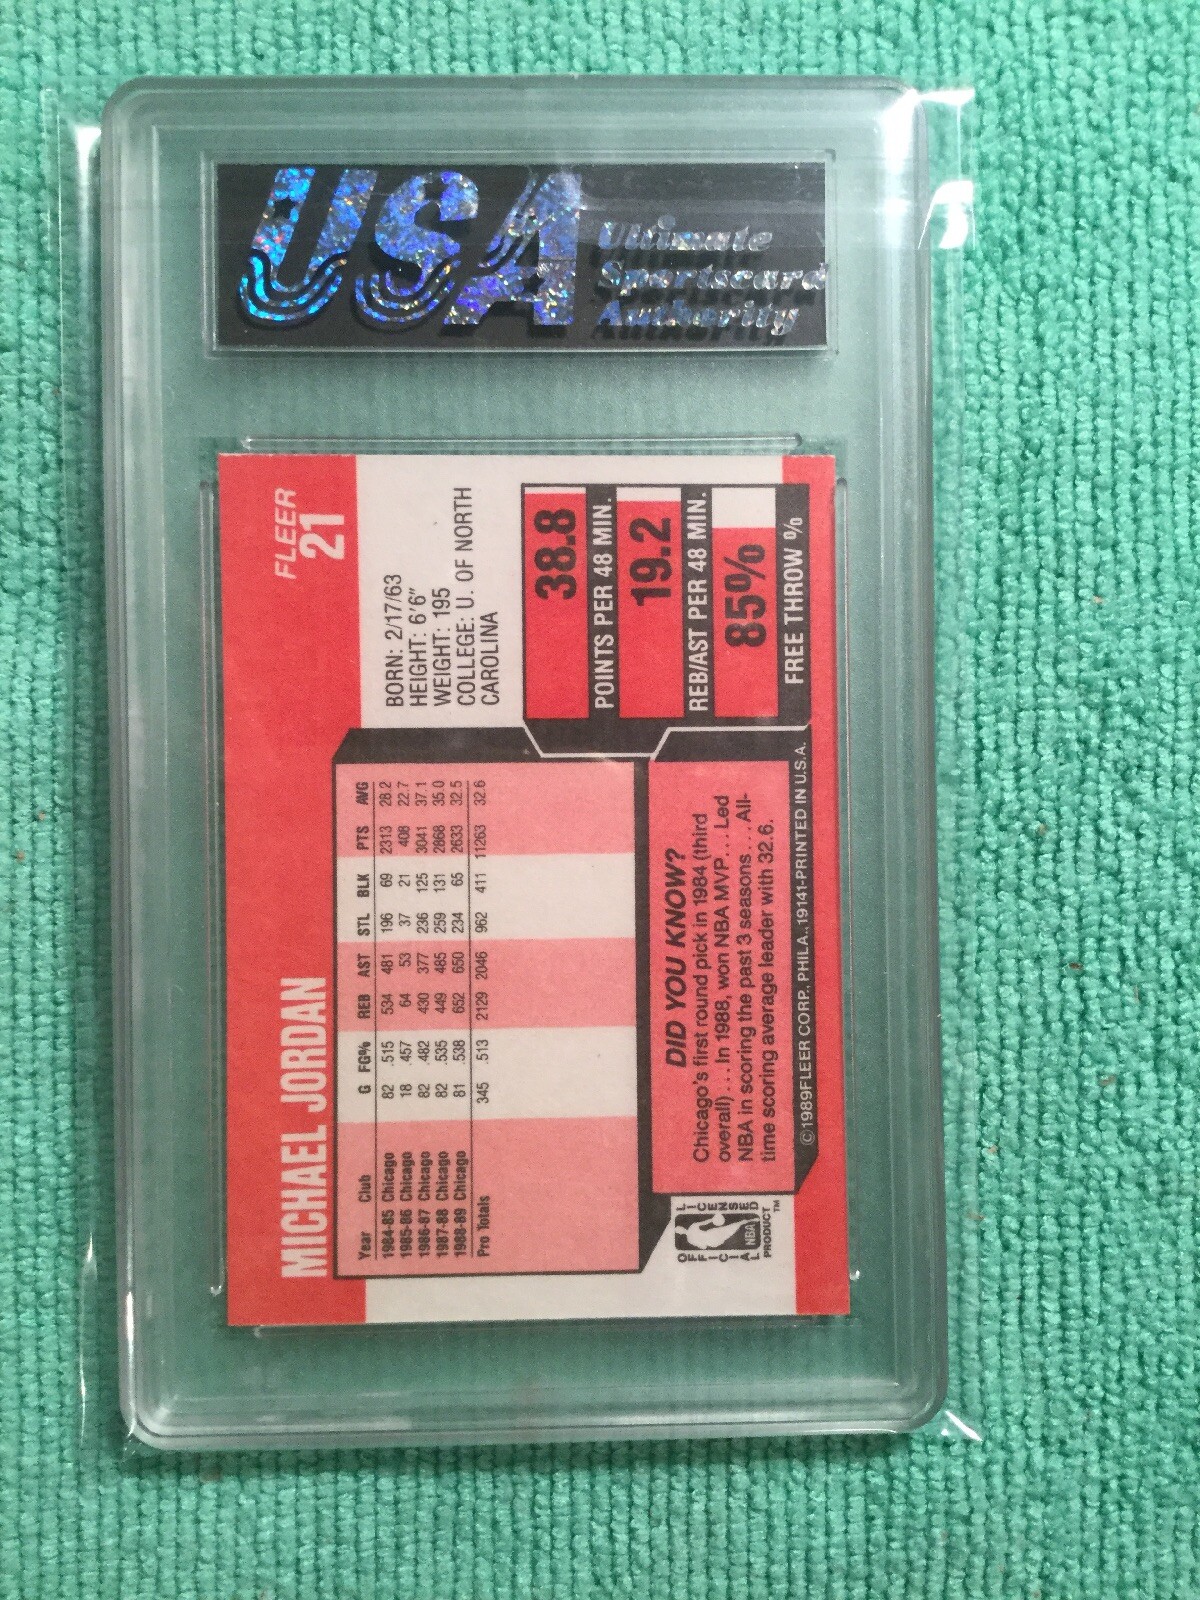 USA
Ultimate
Sportscard
Authority
FLEER
21
MICHAEL JORDAN
BORN: 2/17/63
HEIGHT: 6'6"
WEIGHT: 195
COLLEGE: U. OF NORTH
CAROLINA
Year Club G FG% REB AST STL BLK PTS AVG
1984-85 Chicago 82 .515 534 481 196 69 2313 28.2
1985-86 Chicago 18 .457 64 53 37 21 408 22.7
1986-87 Chicago 82 .482 430 377 236 125 3041 37.1
1987-88 Chicago 82 .535 449 485 259 131 2868 35.0
1988-89 Chicago 81 .538 652 650 234 65 2633 32.5
Pro Totals 345 .513 2129 2046 962 411 11263 32.6
38.8
POINTS PER 48 MIN.
19.2
REB/AST PER 48 MIN.
85%
FREE THROW %
DID YOU KNOW?
Chicago's first round pick in 1984 (third
overall) . . . In 1988, won NBA MVP . . . Led
NBA in scoring the past 3 seasons . . . All-
time scoring average leader with 32.6.
OFFICIAL LICENSED
NBA
PRODUCT™
©1989FLEER CORP., PHILA., 19141-PRINTED IN U.S.A.